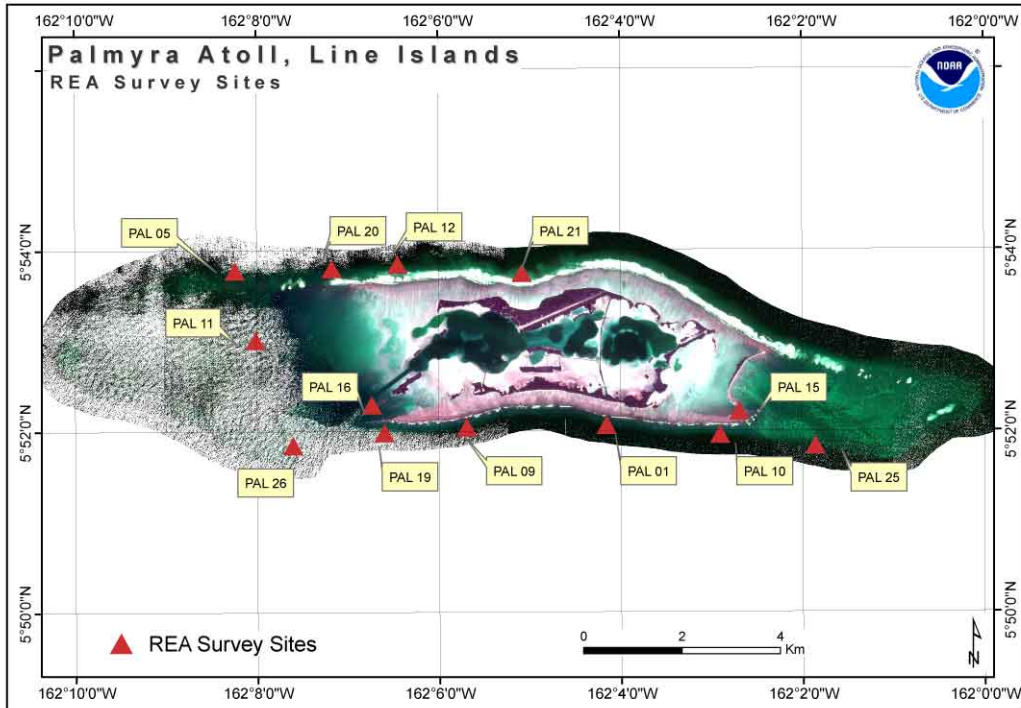 162°10'0"W 162°8'0"W 162°6'0"W 162°4'0"W 162°2'0"W 162°0'0"W
Palmyra Atoll, Line Islands
REA Survey Sites
NOAA
5°54'0"N
5°54'0"N
PAL 05
PAL 20
PAL 12
PAL 21
PAL 11
PAL 16
PAL 15
5°52'0"N
5°52'0"N
PAL 26
PAL 19
PAL 09
PAL 01
PAL 10
PAL 25
5°50'0"N
5°50'0"N
REA Survey Sites
0 2 4
Km
N
162°10'0"W 162°8'0"W 162°6'0"W 162°4'0"W 162°2'0"W 162°0'0"W